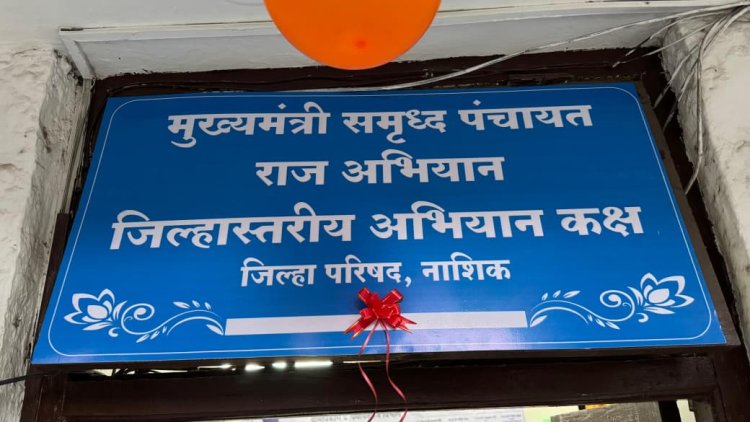 मुख्यमंत्री समृध्द पंचायत
राज अभियान
जिल्हास्तरीय अभियान कक्ष
जिल्हा परिषद, नाशिक